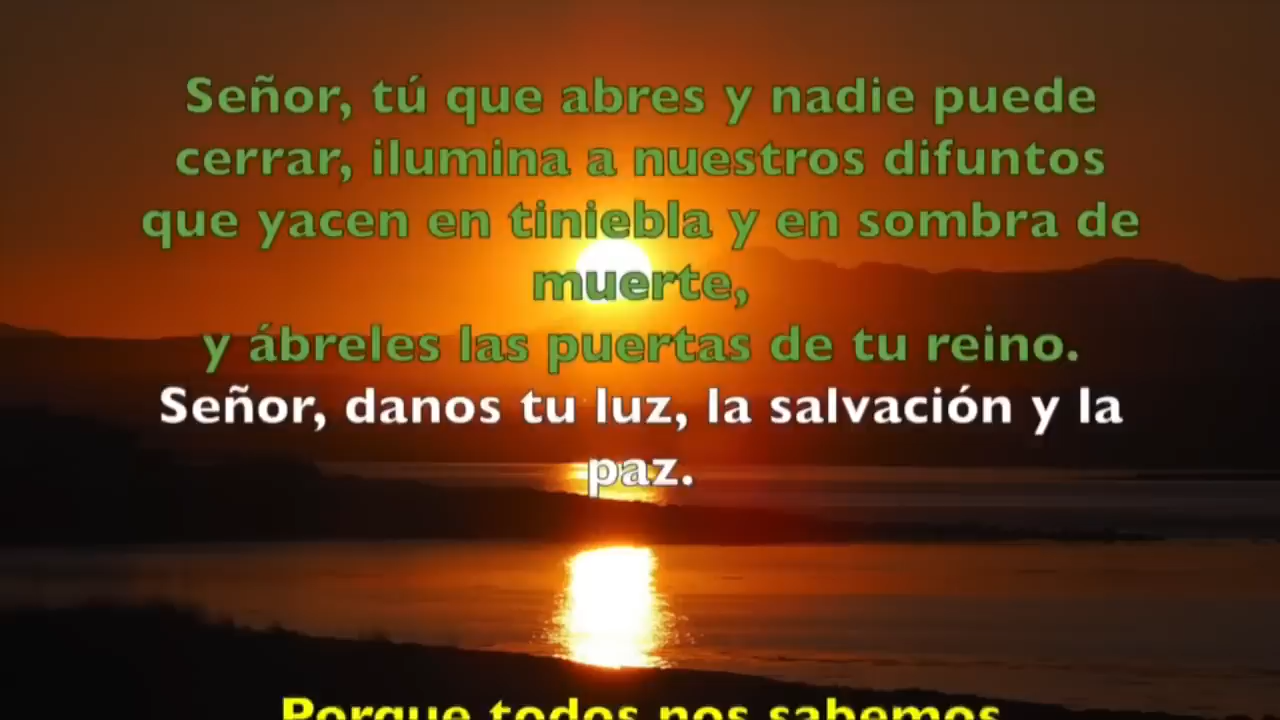 Señor, tú que abres y nadie puede
cerrar, ilumina a nuestros difuntos
que yacen en tiniebla y en sombra de
muerte,
y ábreles las puertas de tu reino.
Señor, danos tu luz, la salvación y la
paz.
Porque todos nos sabemos